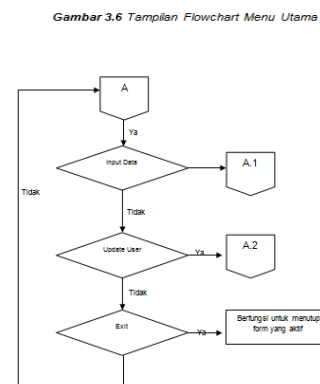 Gambar 3.6 Tampilan Flowchart Menu Utama
A
Ya
Input Data
A.1
Tidak
Tidak
Update User
Ya
A.2
Tidak
Exit
Ya
Berfungsi untuk menutup
form yang aktif